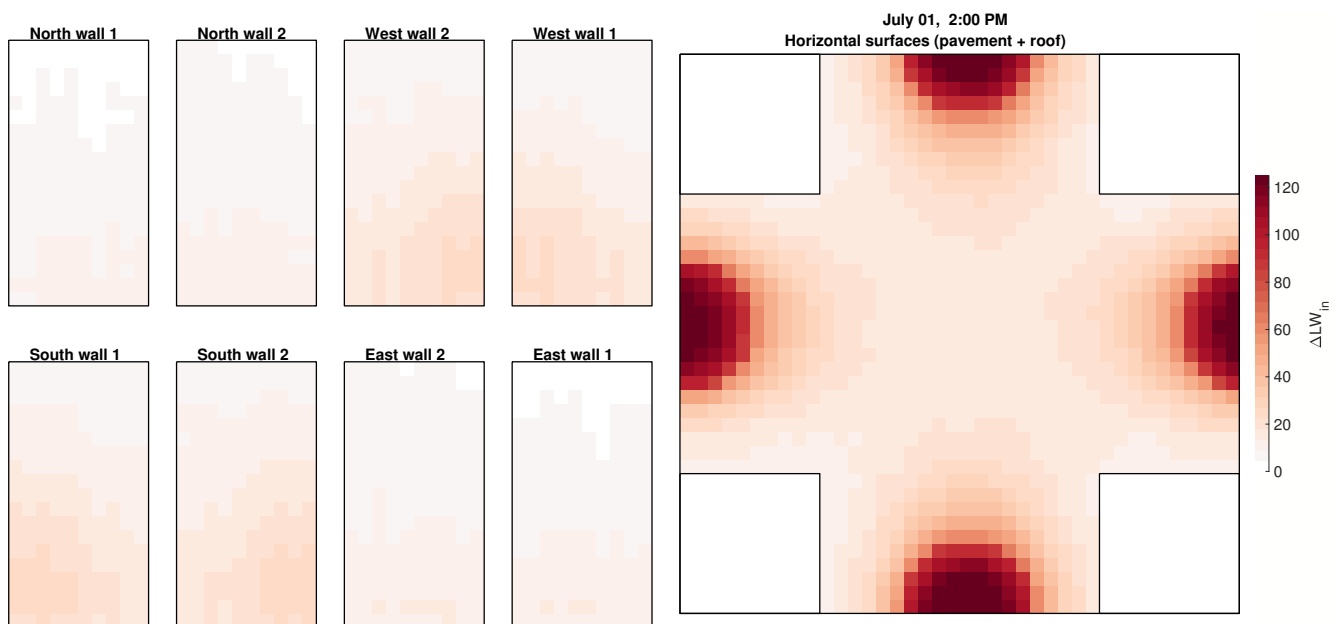 July 01, 2:00 PM
Horizontal surfaces (pavement + roof)
North wall 1
North wall 2
West wall 2
West wall 1
South wall 1
South wall 2
East wall 2
East wall 1
120
100
80
60
40
20
0
ΔLWin